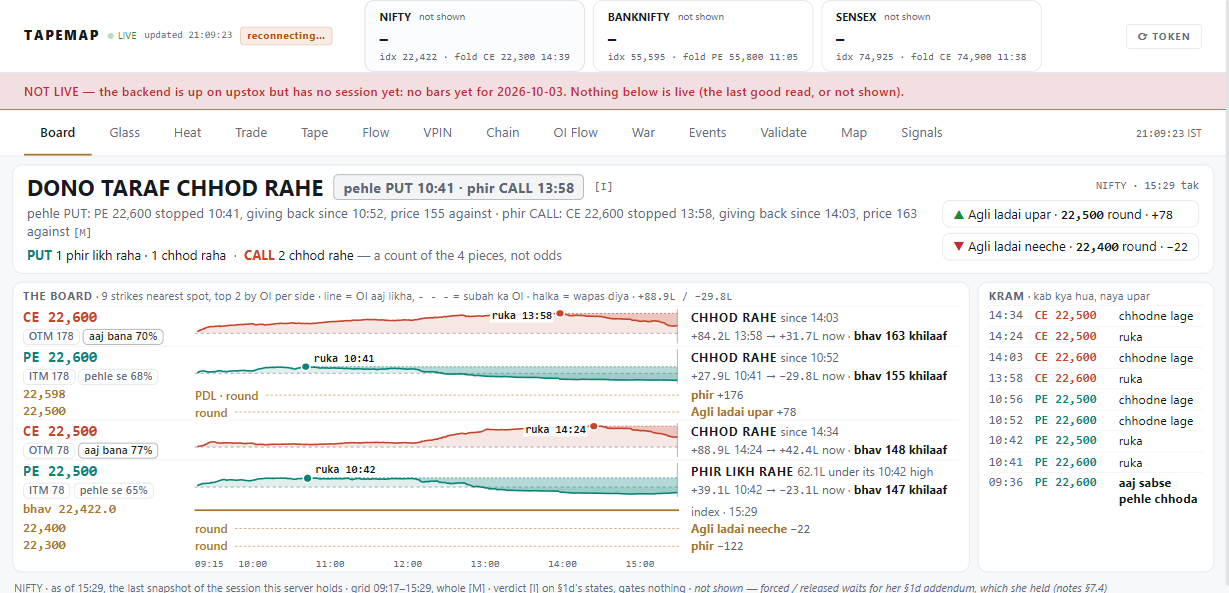 TAPEMAP LIVE updated 21:09:23 reconnecting...
NIFTY not shown
–
idx 22,422 · fold CE 22,300 14:39
BANKNIFTY not shown
–
idx 55,595 · fold PE 55,800 11:05
SENSEX not shown
–
idx 74,925 · fold CE 74,900 11:38
⟳ TOKEN
NOT LIVE — the backend is up on upstox but has no session yet: no bars yet for 2026-10-03. Nothing below is live (the last good read, or not shown).
Board Glass Heat Trade Tape Flow VPIN Chain OI Flow War Events Validate Map Signals 21:09:23 IST
DONO TARAF CHHOD RAHE pehle PUT 10:41 · phir CALL 13:58 [I]
pehle PUT: PE 22,600 stopped 10:41, giving back since 10:52, price 155 against · phir CALL: CE 22,600 stopped 13:58, giving back since 14:03, price 163
against [M]
PUT 1 phir likh raha · 1 chhod raha · CALL 2 chhod rahe — a count of the 4 pieces, not odds
NIFTY · 15:29 tak
▲ Agli ladai upar · 22,500 round · +78
▼ Agli ladai neeche · 22,400 round · −22
THE BOARD · 9 strikes nearest spot, top 2 by OI per side · line = OI aaj likha, - - - = subah ka OI · halka = wapas diya · +88.9L / −29.8L
CE 22,600
OTM 178 aaj bana 70%
ruka 13:58
CHHOD RAHE since 14:03
+84.2L 13:58 → +31.7L now · bhav 163 khilaaf
PE 22,600
ITM 178 pehle se 68%
ruka 10:41
CHHOD RAHE since 10:52
+27.9L 10:41 → −29.8L now · bhav 155 khilaaf
22,598 PDL · round phir +176
22,500 round Agli ladai upar +78
CE 22,500
OTM 78 aaj bana 77%
ruka 14:24
CHHOD RAHE since 14:34
+88.9L 14:24 → +42.4L now · bhav 148 khilaaf
PE 22,500
ITM 78 pehle se 65%
ruka 10:42
PHIR LIKH RAHE 62.1L under its 10:42 high
+39.1L 10:42 → −23.1L now · bhav 147 khilaaf
bhav 22,422.0 index · 15:29
22,400 round Agli ladai neeche −22
22,300 round phir −122
09:15 10:00 11:00 12:00 13:00 14:00 15:00
KRAM · kab kya hua, naya upar
14:34 CE 22,500 chhodne lage
14:24 CE 22,500 ruka
14:03 CE 22,600 chhodne lage
13:58 CE 22,600 ruka
10:56 PE 22,500 chhodne lage
10:52 PE 22,600 chhodne lage
10:42 PE 22,500 ruka
10:41 PE 22,600 ruka
09:36 PE 22,600 aaj sabse
pehle chhoda
NIFTY · as of 15:29, the last snapshot of the session this server holds · grid 09:17–15:29, whole [M] · verdict [I] on §1d's states, gates nothing · not shown — forced / released waits for her §1d addendum, which she held (notes §7.4)